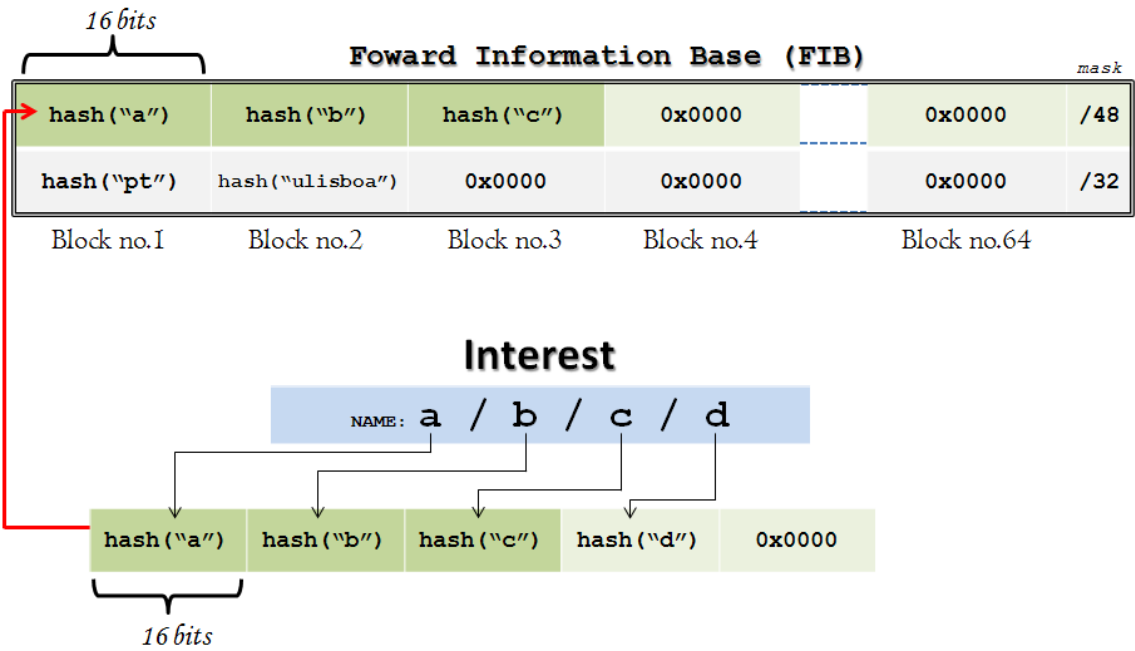 16 bits
Foward Information Base (FIB)
mask
hash(“a”) hash(“b”) hash(“c”) 0x0000 0x0000 /48
hash(“pt”) hash(“ulisboa”) 0x0000 0x0000 0x0000 /32
Block no.1 Block no.2 Block no.3 Block no.4 Block no.64
Interest
NAME: a / b / c / d
hash(“a”) hash(“b”) hash(“c”) hash(“d”) 0x0000
16 bits